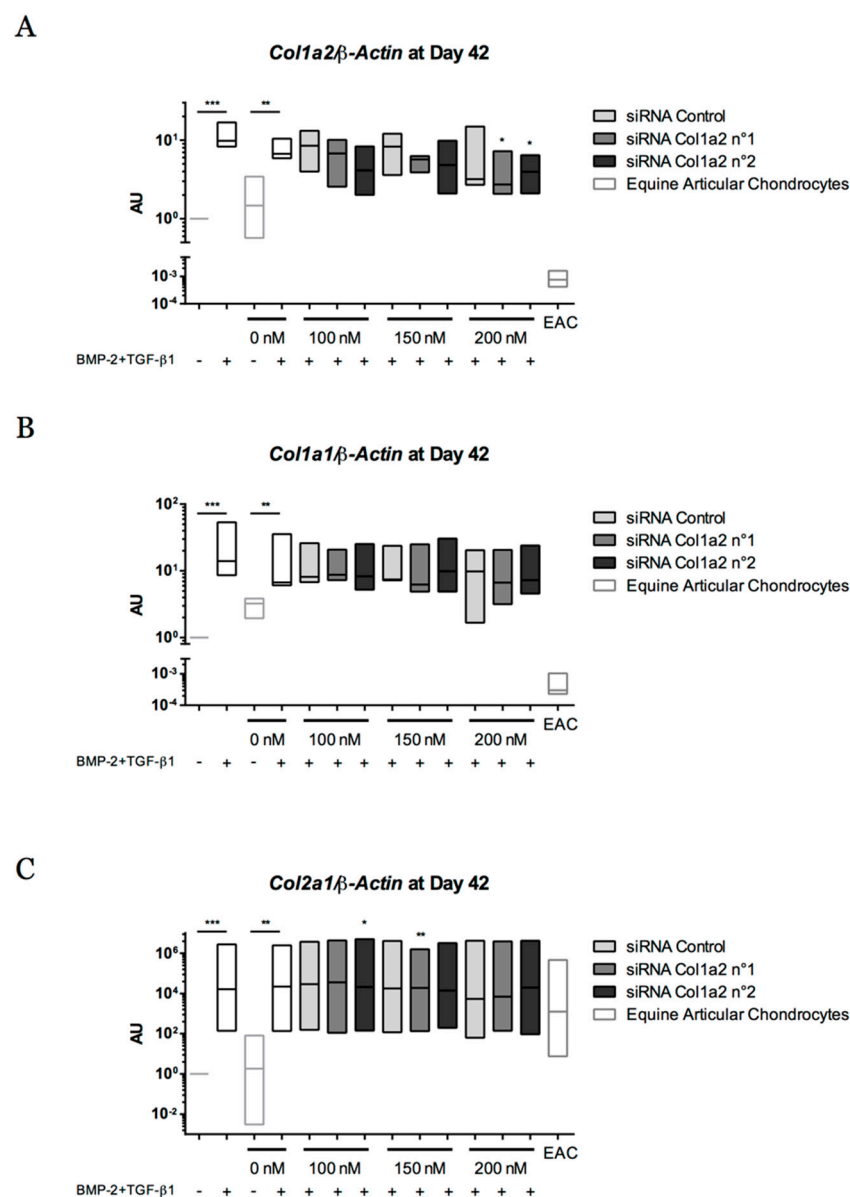 A
Col1a2/β-Actin at Day 42
*** ** * *
10¹
10⁰
10⁻³
10⁻⁴
AU
siRNA Control
siRNA Col1a2 n°1
siRNA Col1a2 n°2
Equine Articular Chondrocytes
0 nM 100 nM 150 nM 200 nM EAC
BMP-2+TGF-β1 - + - + + + + + + + + + +
B
Col1a1/β-Actin at Day 42
*** **
10²
10¹
10⁰
10⁻³
10⁻⁴
AU
siRNA Control
siRNA Col1a2 n°1
siRNA Col1a2 n°2
Equine Articular Chondrocytes
0 nM 100 nM 150 nM 200 nM EAC
BMP-2+TGF-β1 - + - + + + + + + + + + +
C
Col2a1/β-Actin at Day 42
*** ** * **
10⁶
10⁴
10²
10⁰
10⁻²
AU
siRNA Control
siRNA Col1a2 n°1
siRNA Col1a2 n°2
Equine Articular Chondrocytes
0 nM 100 nM 150 nM 200 nM EAC
BMP-2+TGF-β1 - + - + + + + + + + + + +